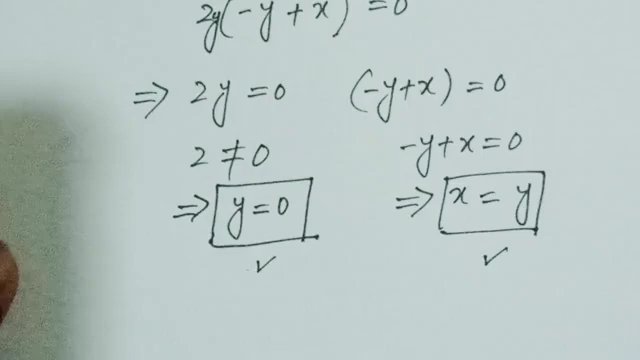 2y(-y+x) = 0
⇒ 2y = 0 (-y+x) = 0
2 ≠ 0 -y+x = 0
⇒ y = 0 ⇒ x = y
✓ ✓